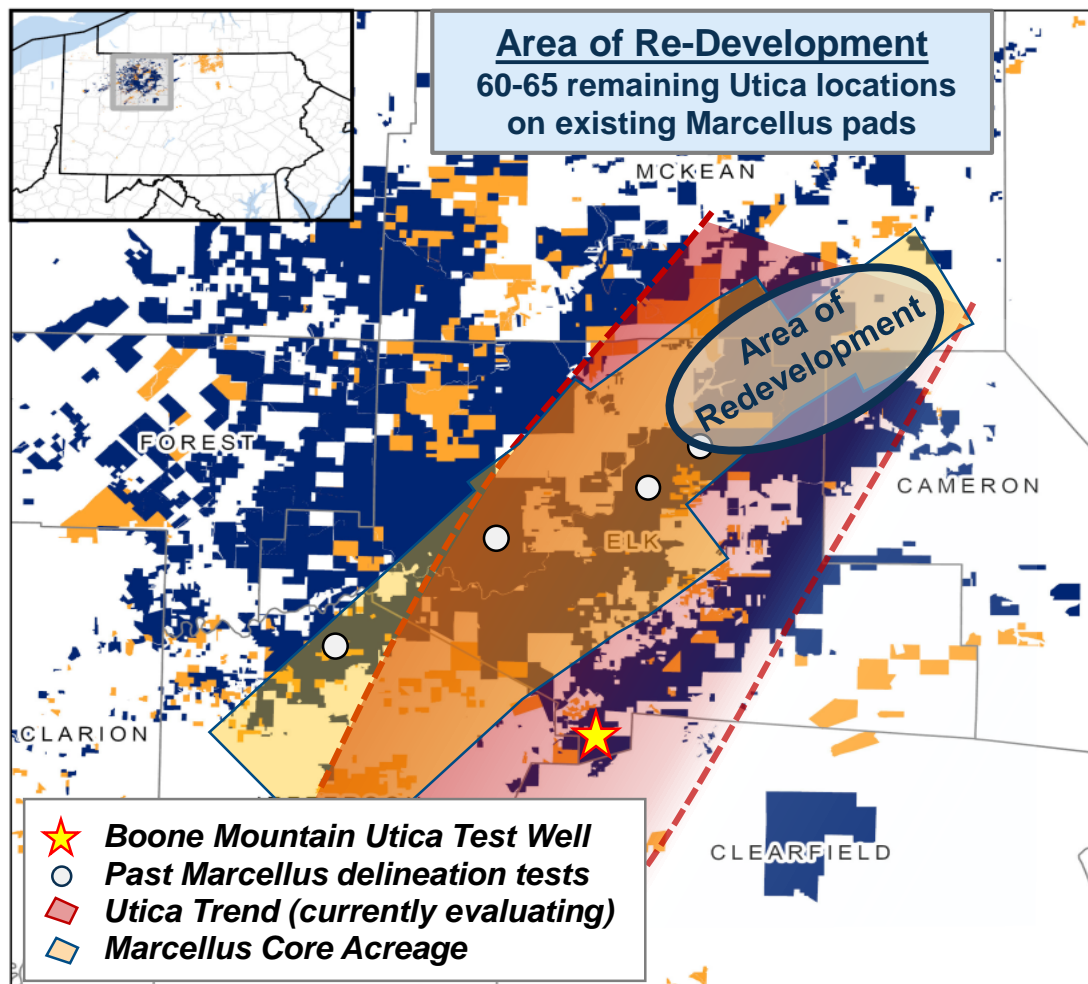 Area of Re-Development
60-65 remaining Utica locations
on existing Marcellus pads
MCKEAN
Area of
Redevelopment
FOREST
CAMERON
ELK
CLARION
CLEARFIELD
Boone Mountain Utica Test Well
Past Marcellus delineation tests
Utica Trend (currently evaluating)
Marcellus Core Acreage